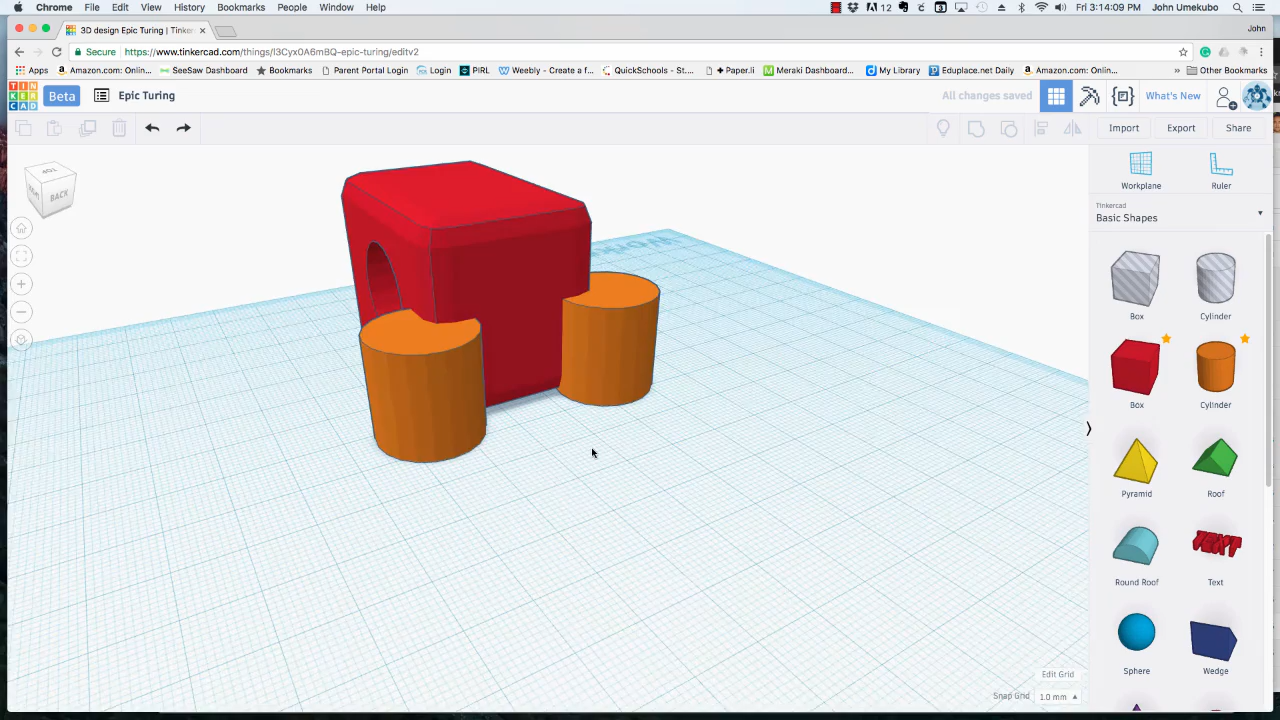 Chrome File Edit View History Bookmarks People Window Help 12 3 Fri 3:14:09 PM John Umekubo
3D design Epic Turing | Tinker John
Secure https://www.tinkercad.com/things/l3Cyx0A6mBQ-epic-turing/editv2
Apps Amazon.com: Onlin... SeeSaw Dashboard Bookmarks Parent Portal Login Login PIRL Weebly - Create a f... QuickSchools - St... + Paper.li Meraki Dashboard... My Library Eduplace.net Daily Amazon.com: Onlin... » Other Bookmarks
TIN KER CAD Beta Epic Turing All changes saved What's New
Import Export Share
TOP
BACK
Workplane Ruler
Tinkercad
Basic Shapes
Box Cylinder
Box Cylinder
Pyramid Roof
TEXT
Round Roof Text
Sphere Wedge
Edit Grid
Snap Grid 1.0 mm